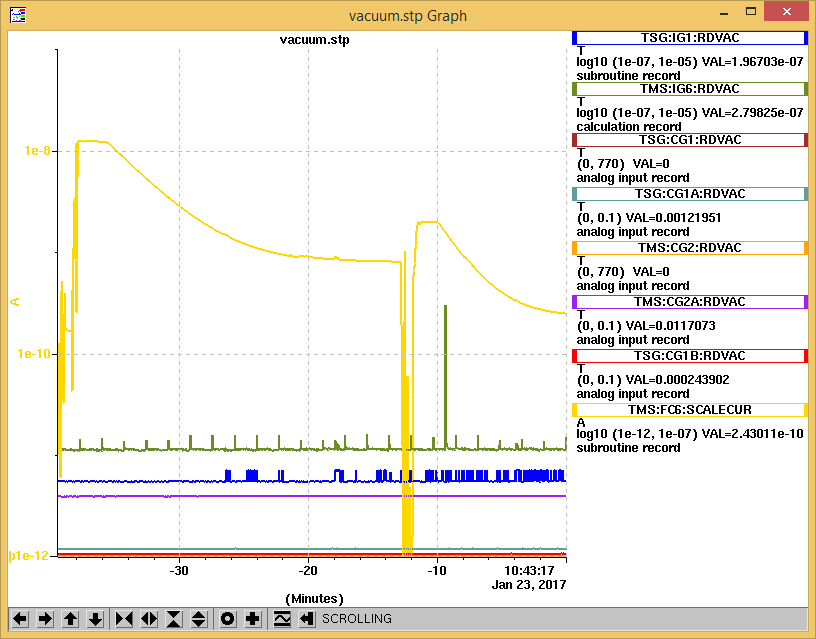 vacuum.stp Graph
vacuum.stp
1e-8
A
1e-10
1e-12
-30
-20
-10
10:43:17
Jan 23, 2017
(Minutes)
TSG:IG1:RDVAC
T
log10 (1e-07, 1e-05) VAL=1.96703e-07
subroutine record
TMS:IG6:RDVAC
T
log10 (1e-07, 1e-05) VAL=2.79825e-07
calculation record
TSG:CG1:RDVAC
T
(0, 770) VAL=0
analog input record
TSG:CG1A:RDVAC
T
(0, 0.1) VAL=0.00121951
analog input record
TMS:CG2:RDVAC
T
(0, 770) VAL=0
analog input record
TMS:CG2A:RDVAC
T
(0, 0.1) VAL=0.0117073
analog input record
TSG:CG1B:RDVAC
T
(0, 0.1) VAL=0.000243902
analog input record
TMS:FC6:SCALECUR
A
log10 (1e-12, 1e-07) VAL=2.43011e-10
subroutine record
SCROLLING